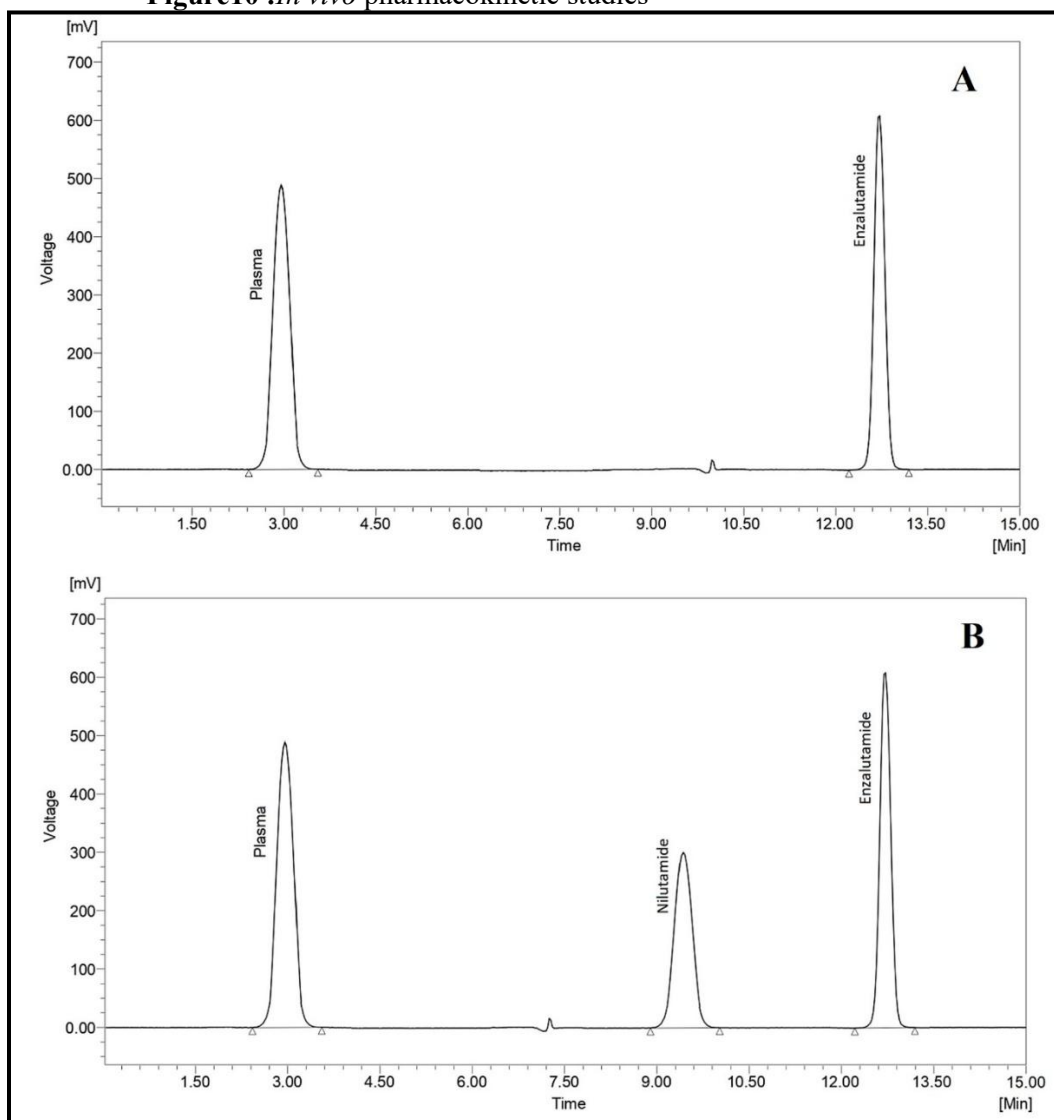 Figure10 :In vivo pharmacokinetic studies
[mV]
700
600
500
400
300
200
100
0.00
Voltage
Plasma
Enzalutamide
A
1.50 3.00 4.50 6.00 7.50 9.00 10.50 12.00 13.50 15.00
Time
[Min]
[mV]
700
600
500
400
300
200
100
0.00
Voltage
Plasma
Nilutamide
Enzalutamide
B
1.50 3.00 4.50 6.00 7.50 9.00 10.50 12.00 13.50 15.00
Time
[Min]